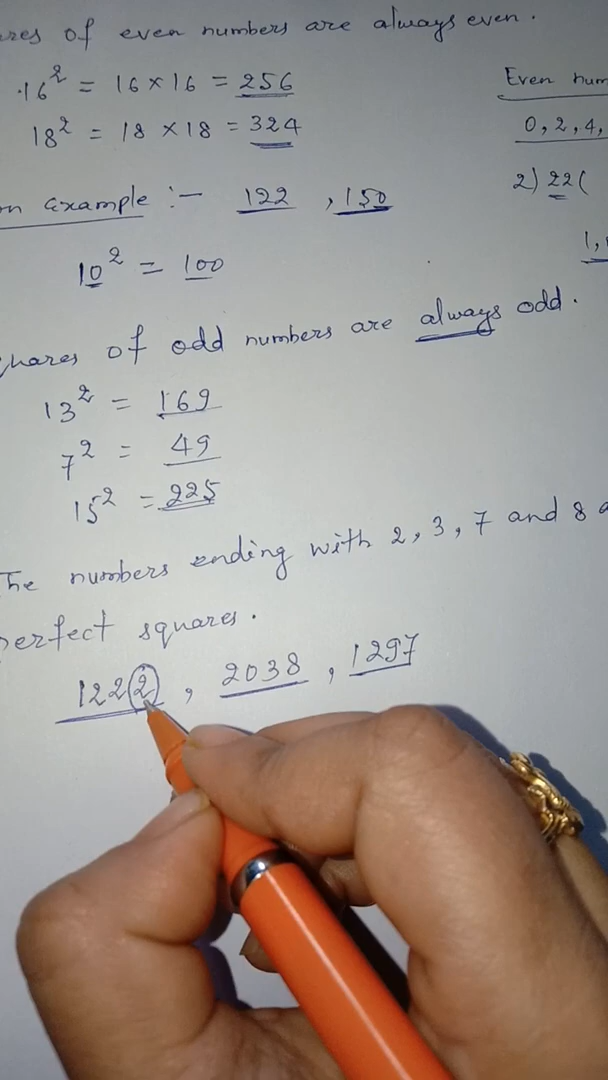 of even numbers are always even.
16² = 16 × 16 = 256
18² = 18 × 18 = 324
Even
0, 2, 4,
2) 22 (
example :- 122 , 150
10² = 100
1,
of odd numbers are always odd.
13² = 169
7² = 49
15² = 225
The numbers ending with 2, 3, 7 and 8
perfect squares.
1222 , 2038 , 1297